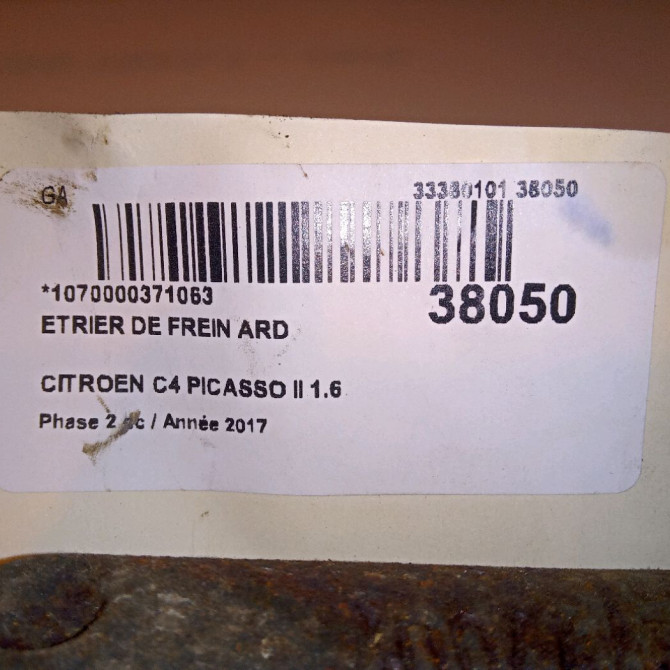 GA 33380101 38050
*1070000371063 38050
ETRIER DE FREIN ARD
CITROEN C4 PICASSO II 1.6
Phase 2 / Année 2017